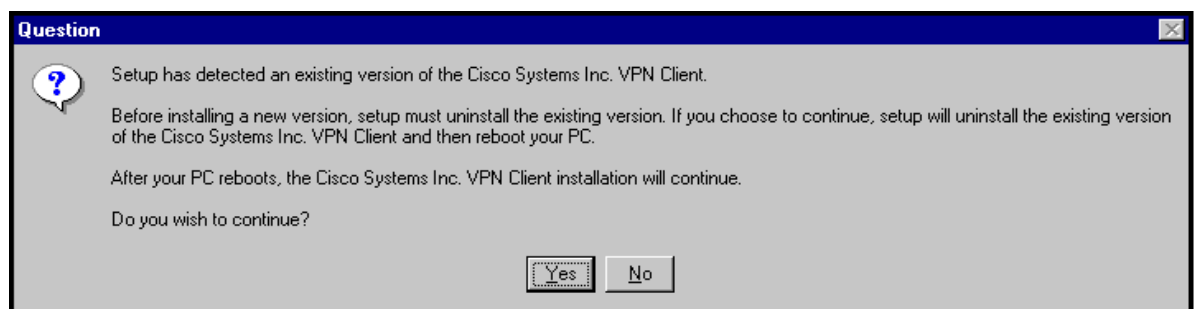 Question
Setup has detected an existing version of the Cisco Systems Inc. VPN Client.
Before installing a new version, setup must uninstall the existing version. If you choose to continue, setup will uninstall the existing version
of the Cisco Systems Inc. VPN Client and then reboot your PC.
After your PC reboots, the Cisco Systems Inc. VPN Client installation will continue.
Do you wish to continue?
Yes No